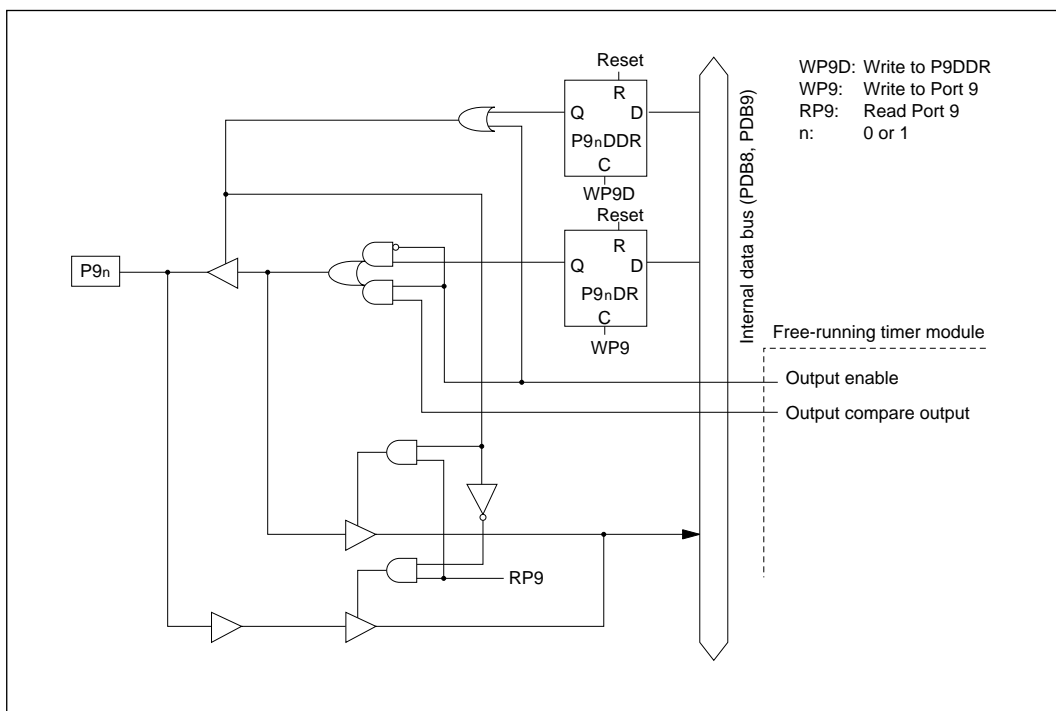 Reset
R
Q
D
P9nDDR
C
WP9D
Reset
R
Q
D
P9nDR
C
WP9
P9n
Internal data bus (PDB8, PDB9)
WP9D: Write to P9DDR
WP9: Write to Port 9
RP9: Read Port 9
n: 0 or 1
Free-running timer module
Output enable
Output compare output
RP9